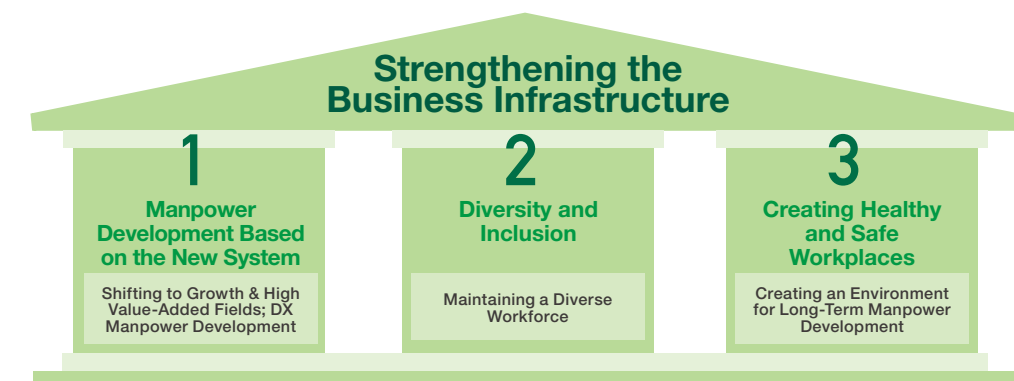 Strengthening the
Business Infrastructure
1
Manpower
Development Based
on the New System
Shifting to Growth & High
Value-Added Fields; DX
Manpower Development
2
Diversity and
Inclusion
Maintaining a Diverse
Workforce
3
Creating Healthy
and Safe
Workplaces
Creating an Environment
for Long-Term Manpower
Development